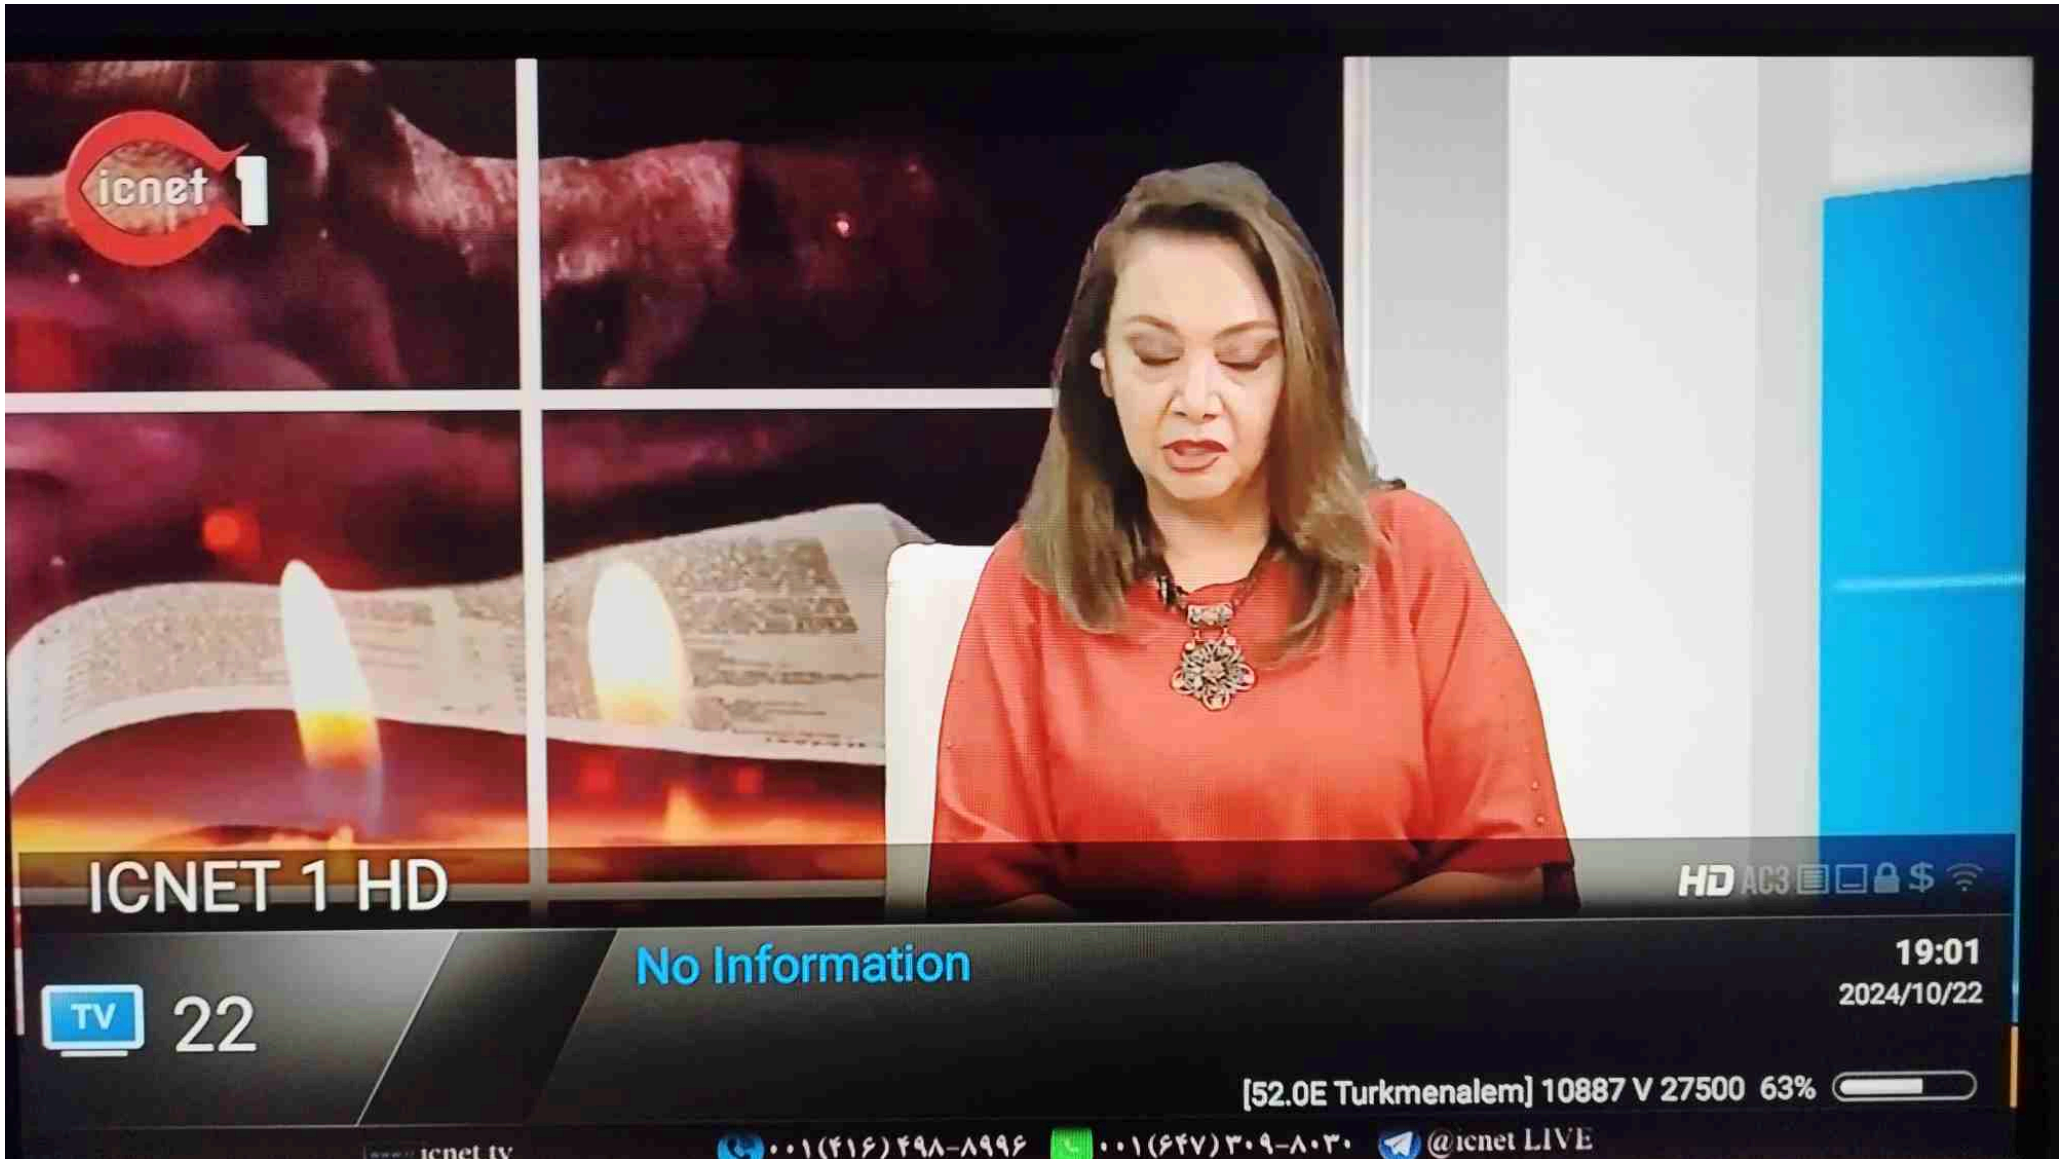 icnet 1
ICNET 1 HD
HD AC3 $
No Information
19:01
2024/10/22
TV 22
[52.0E Turkmenalem] 10887 V 27500 63%
www.icnet.tv ۰۰۱(۴۱۶)۴۹۸-۸۹۹۶ ۰۰۱(۶۴۷)۳۰۹-۸۰۳۰ @icnet LIVE